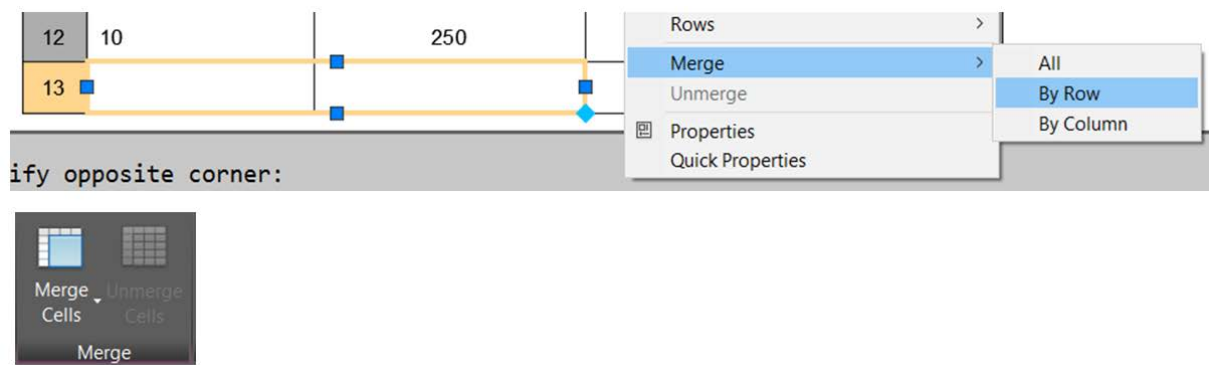 12 10 250
Rows >
Merge >
All
13
Unmerge
By Row
By Column
Properties
Quick Properties
ify opposite corner:
Merge Unmerge
Cells Cells
Merge